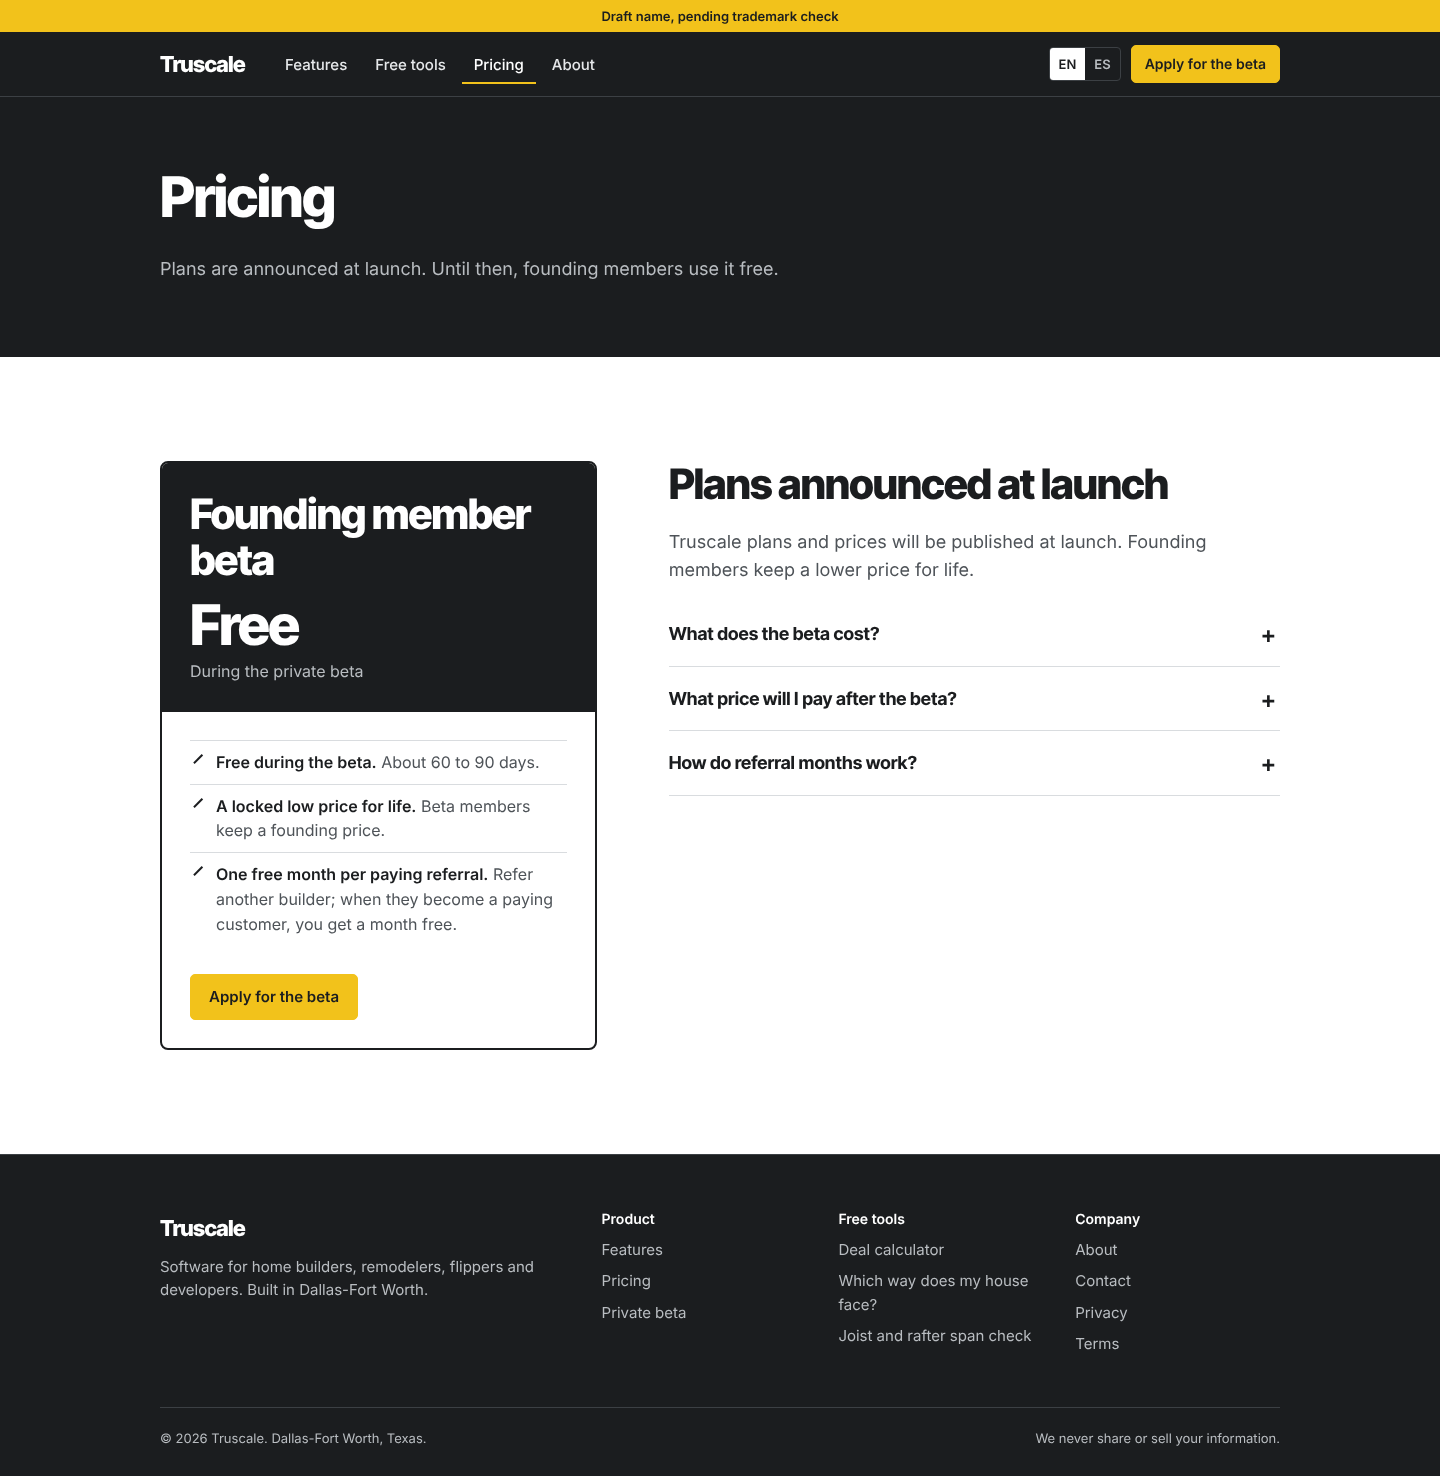 Draft name, pending trademark check
Truscale
Features
Free tools
Pricing
About
EN
ES
Apply for the beta
Pricing
Plans are announced at launch. Until then, founding members use it free.
Founding member
beta
Free
During the private beta
Free during the beta. About 60 to 90 days.
A locked low price for life. Beta members
keep a founding price.
One free month per paying referral. Refer
another builder; when they become a paying
customer, you get a month free.
Apply for the beta
Plans announced at launch
Truscale plans and prices will be published at launch. Founding
members keep a lower price for life.
What does the beta cost? +
What price will I pay after the beta? +
How do referral months work? +
Truscale
Software for home builders, remodelers, flippers and
developers. Built in Dallas-Fort Worth.
Product
Features
Pricing
Private beta
Free tools
Deal calculator
Which way does my house
face?
Joist and rafter span check
Company
About
Contact
Privacy
Terms
© 2026 Truscale. Dallas-Fort Worth, Texas.
We never share or sell your information.